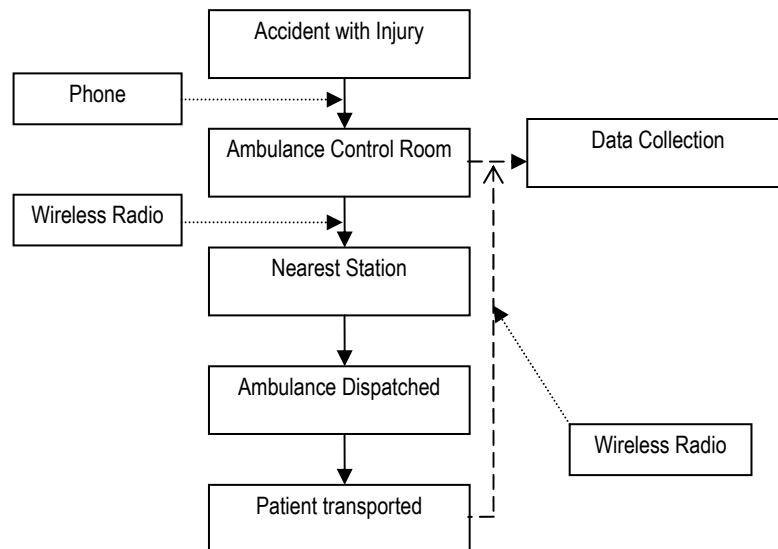 Accident with Injury
Phone
Ambulance Control Room
Data Collection
Wireless Radio
Nearest Station
Ambulance Dispatched
Wireless Radio
Patient transported